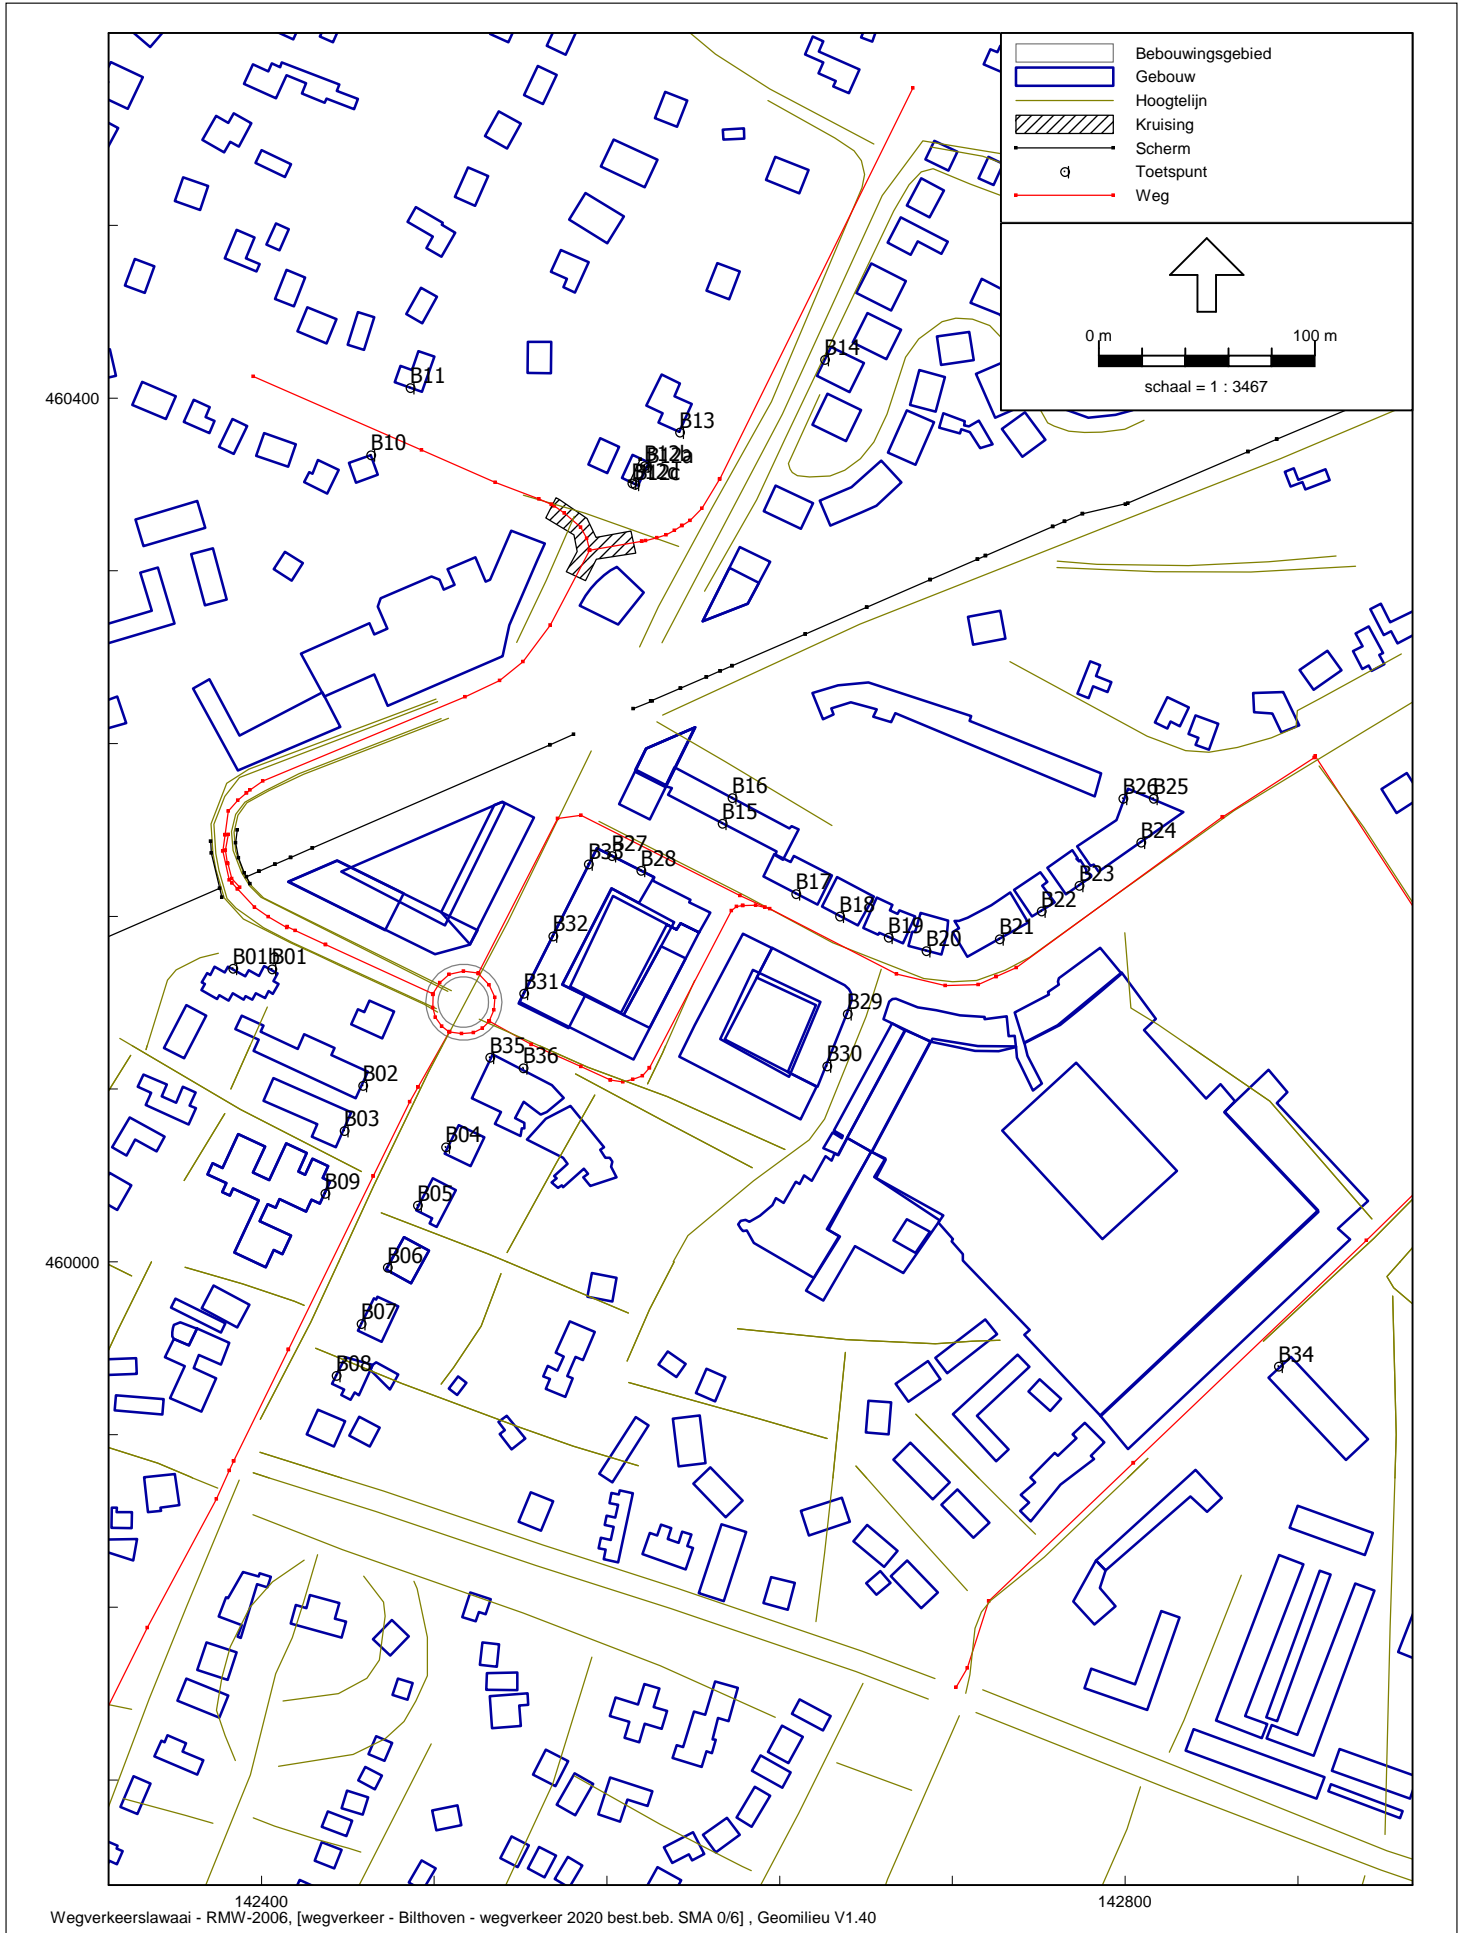 Bebouwingsgebied
Gebouw
Hoogtelijn
Kruising
Scherm
Toetspunt
Weg
0 m 100 m
schaal = 1 : 3467
B14
B11
460400
B13
B10
B12b
B12a
B12c
B16
B26 B25
B15
B24
B27
B33
B28
B23
B17
B22
B18
B32
B19
B21
B20
B01b B01
B31
B29
B35
B36
B30
B02
B03
B04
B09
B05
460000
B06
B07
B08
B34
142400 142800
Wegverkeerslawaai - RMW-2006, [wegverkeer - Bilthoven - wegverkeer 2020 best.beb. SMA 0/6] , Geomilieu V1.40